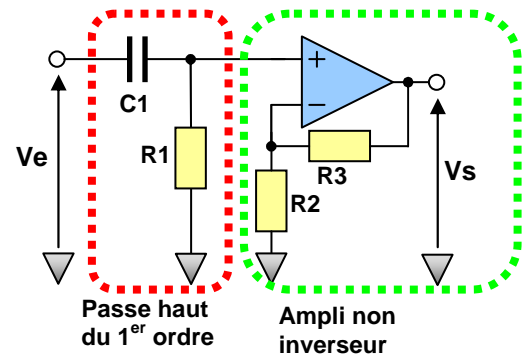 C1
+
−
Ve
R1
R3
Vs
R2
Passe haut
du 1er ordre
Ampli non
inverseur